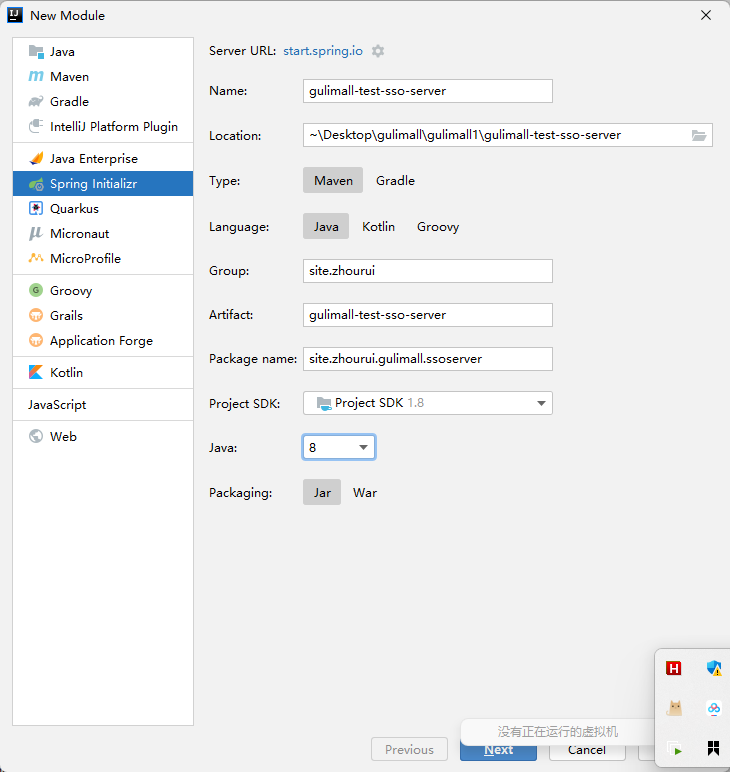 New Module
Java
Maven
Gradle
IntelliJ Platform Plugin
Java Enterprise
Spring Initializr
Quarkus
Micronaut
MicroProfile
Groovy
Grails
Application Forge
Kotlin
JavaScript
Web
Server URL: start.spring.io
Name: gulimall-test-sso-server
Location: ~\Desktop\gulimall\gulimall1\gulimall-test-sso-server
Type: Maven Gradle
Language: Java Kotlin Groovy
Group: site.zhourui
Artifact: gulimall-test-sso-server
Package name: site.zhourui.gulimall.ssoserver
Project SDK: Project SDK 1.8
Java: 8
Packaging: Jar War
没有正在运行的虚拟机
Previous Next Cancel